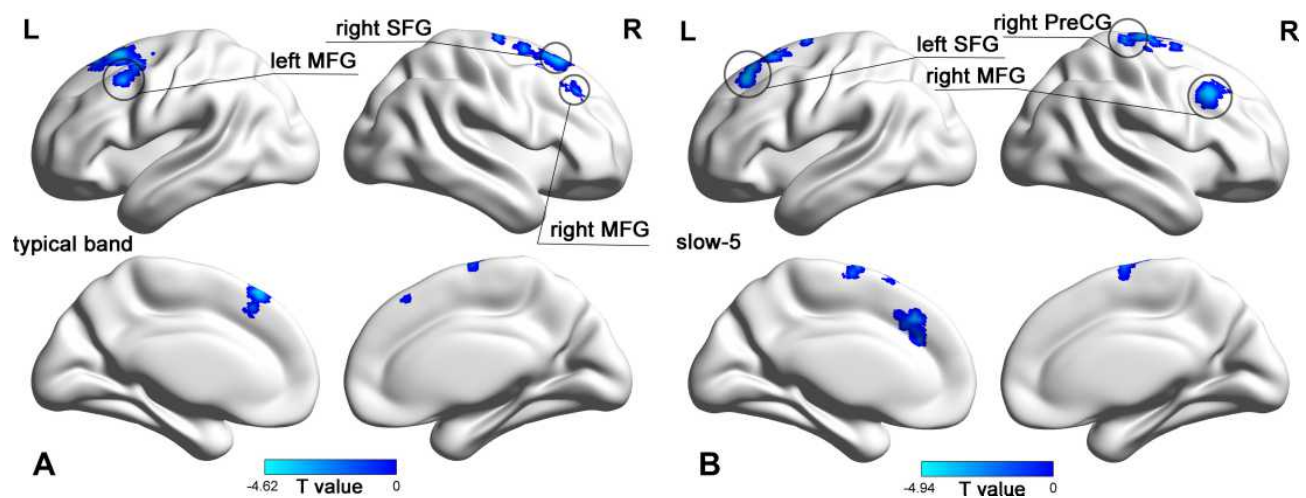 L
right SFG
R
left MFG
right MFG
typical band
A
-4.62
T value
0
L
right PreCG
R
left SFG
right MFG
slow-5
B
-4.94
T value
0